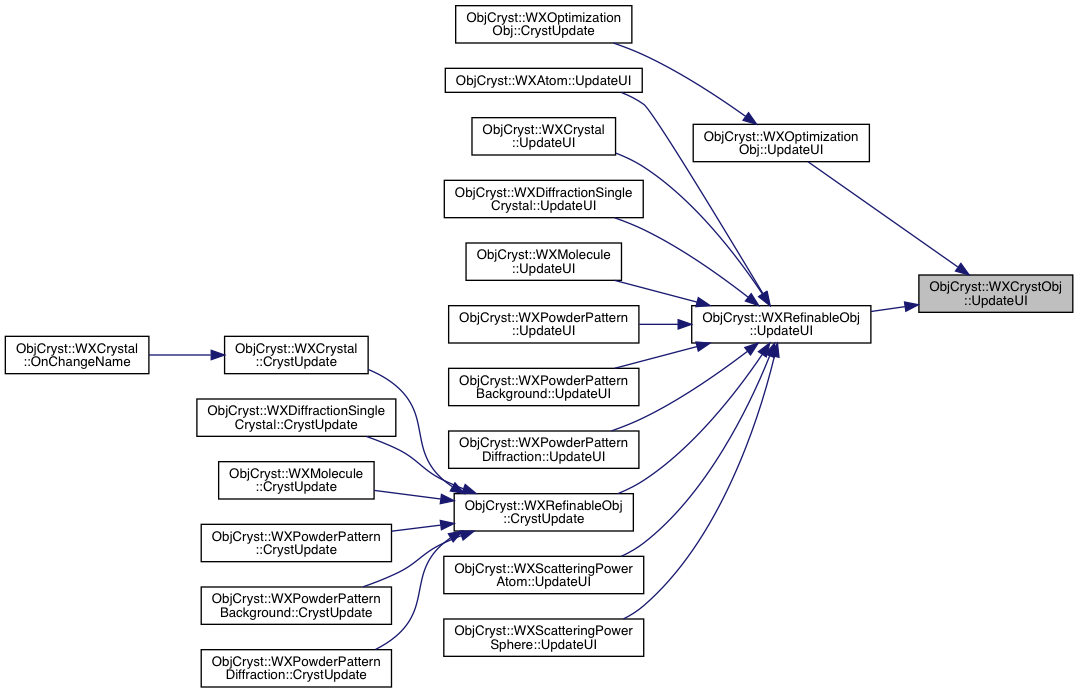 ObjCryst::WXOptimization
Obj::CrystUpdate
ObjCryst::WXAtom::UpdateUI
ObjCryst::WXCrystal
::UpdateUI
ObjCryst::WXDiffractionSingle
Crystal::UpdateUI
ObjCryst::WXMolecule
::UpdateUI
ObjCryst::WXPowderPattern
::UpdateUI
ObjCryst::WXPowderPattern
Background::UpdateUI
ObjCryst::WXPowderPattern
Diffraction::UpdateUI
ObjCryst::WXRefinableObj
::CrystUpdate
ObjCryst::WXScatteringPower
Atom::UpdateUI
ObjCryst::WXScatteringPower
Sphere::UpdateUI
ObjCryst::WXOptimization
Obj::UpdateUI
ObjCryst::WXRefinableObj
::UpdateUI
ObjCryst::WXCrystObj
::UpdateUI
ObjCryst::WXCrystal
::OnChangeName
ObjCryst::WXCrystal
::CrystUpdate
ObjCryst::WXDiffractionSingle
Crystal::CrystUpdate
ObjCryst::WXMolecule
::CrystUpdate
ObjCryst::WXPowderPattern
::CrystUpdate
ObjCryst::WXPowderPattern
Background::CrystUpdate
ObjCryst::WXPowderPattern
Diffraction::CrystUpdate